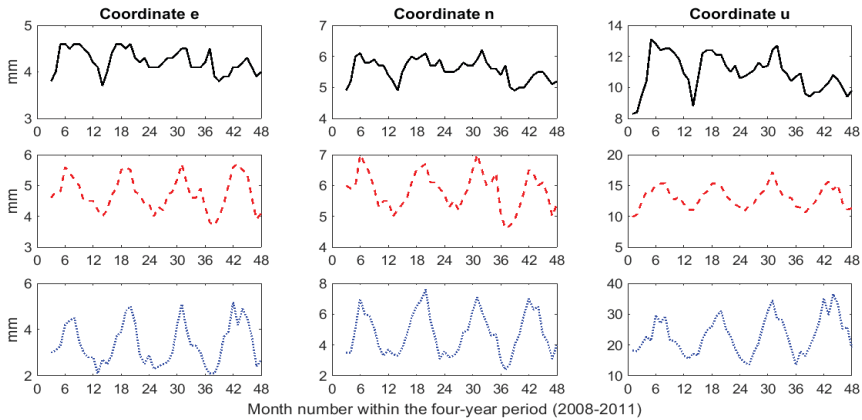 Coordinate e Coordinate n Coordinate u
5 7 14
4 6 12
mm 5 10
3 4 8
0 6 12 18 24 30 36 42 48 0 6 12 18 24 30 36 42 48 0 6 12 18 24 30 36 42 48
6 7 20
5 6 15
mm 4 5 10
3 4 5
0 6 12 18 24 30 36 42 48 0 6 12 18 24 30 36 42 48 0 6 12 18 24 30 36 42 48
6 8 40
mm 4 6 30
4 20
2 2 10
0 6 12 18 24 30 36 42 48 0 6 12 18 24 30 36 42 48 0 6 12 18 24 30 36 42 48
Month number within the four-year period (2008-2011)